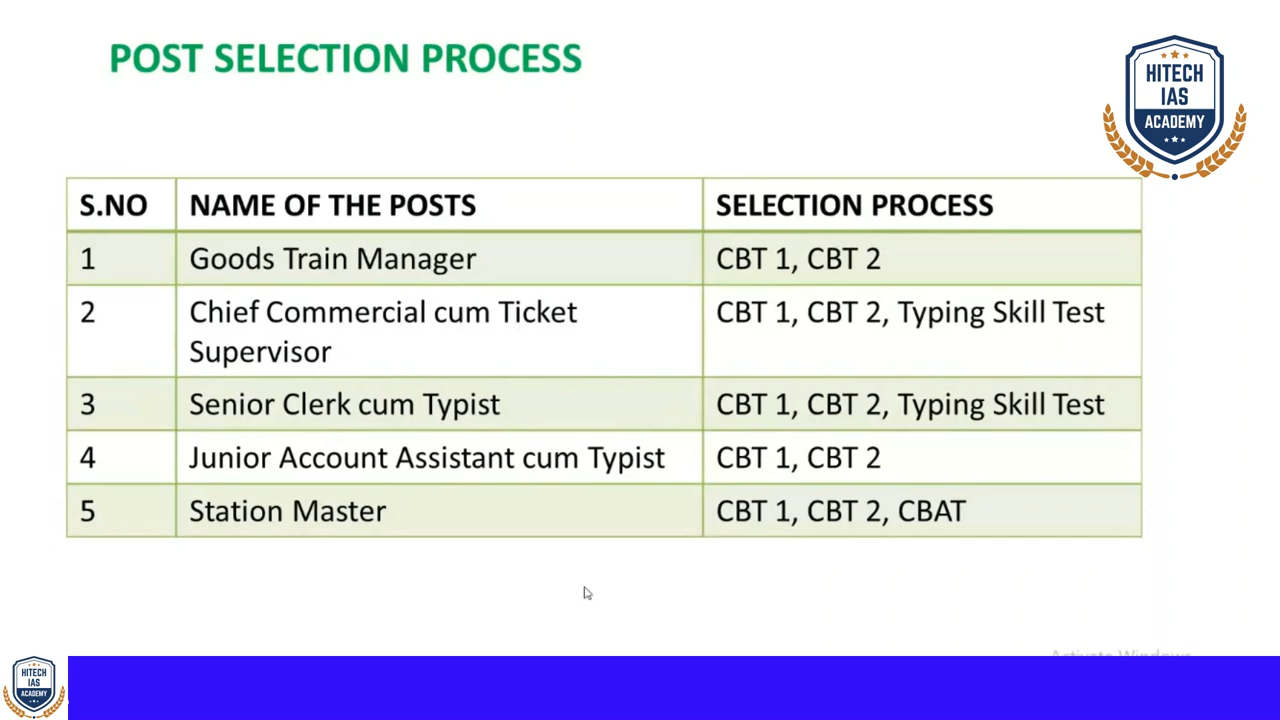 POST SELECTION PROCESS
HITECH
IAS
ACADEMY
S.NO NAME OF THE POSTS SELECTION PROCESS
1 Goods Train Manager CBT 1, CBT 2
2 Chief Commercial cum Ticket CBT 1, CBT 2, Typing Skill Test
Supervisor
3 Senior Clerk cum Typist CBT 1, CBT 2, Typing Skill Test
4 Junior Account Assistant cum Typist CBT 1, CBT 2
5 Station Master CBT 1, CBT 2, CBAT
Activate Windows
HITECH
IAS
ACADEMY